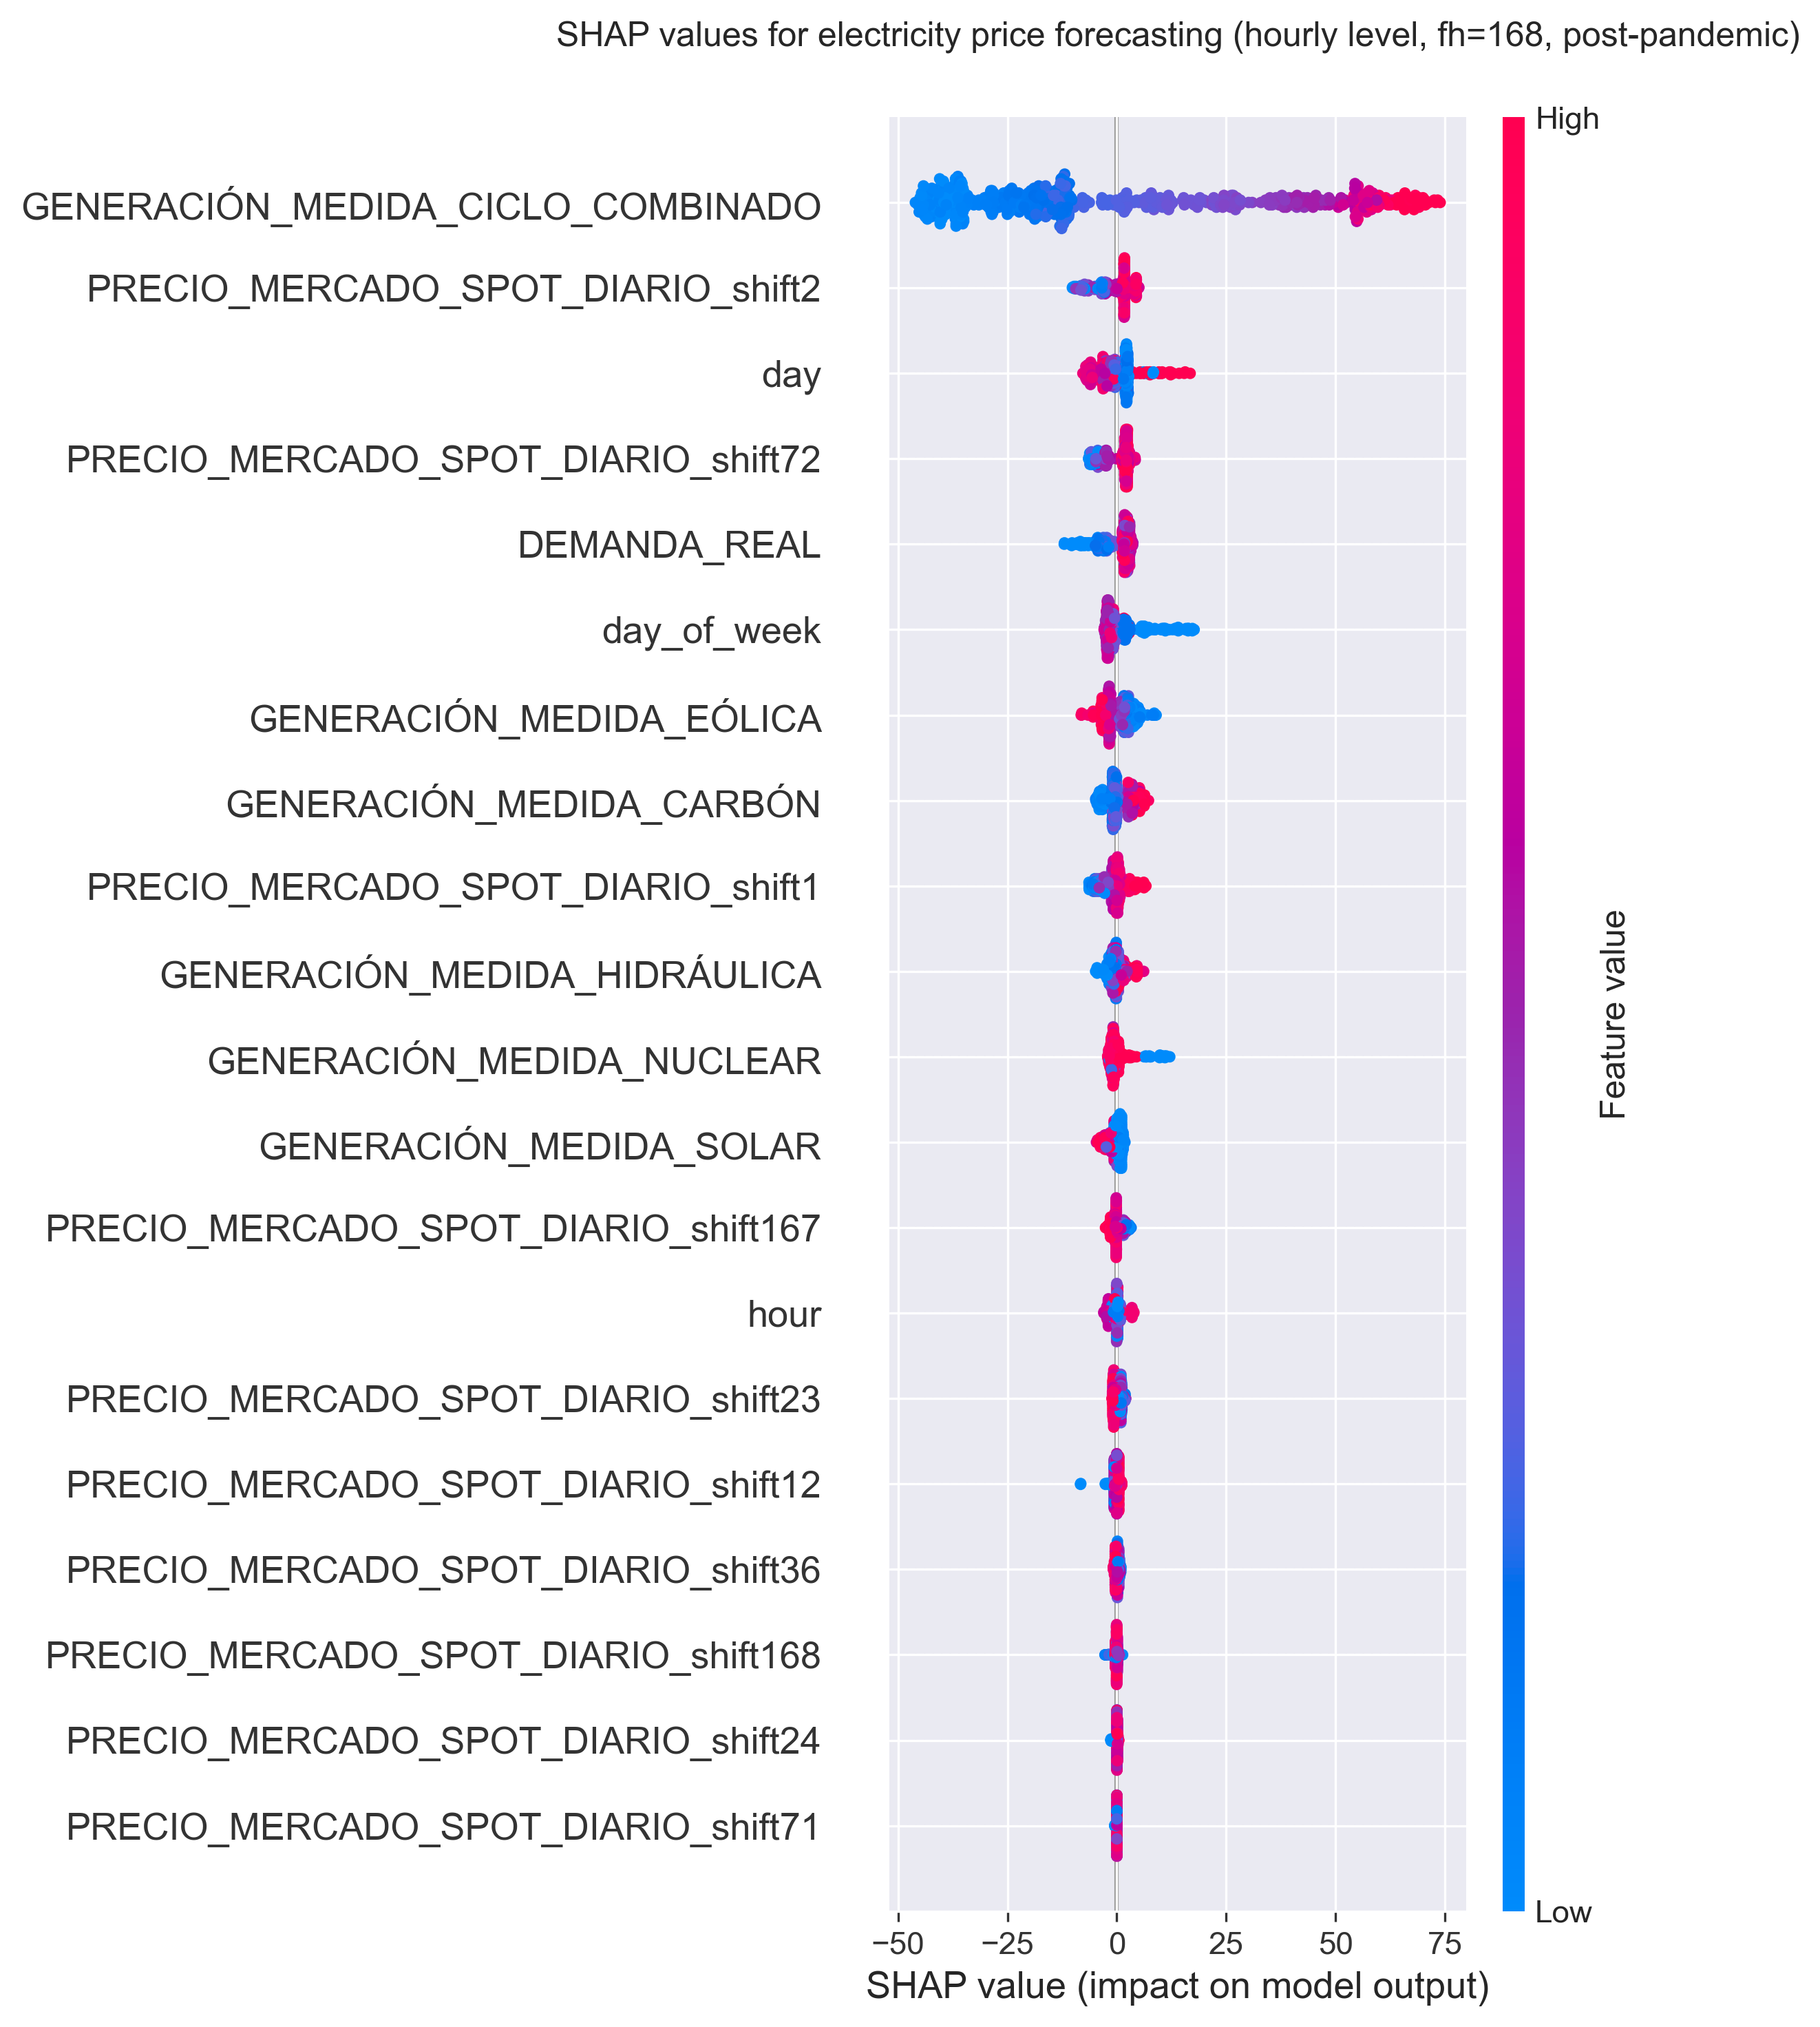 SHAP values for electricity price forecasting (hourly level, fh=168, post-pandemic)
High
GENERACIÓN_MEDIDA_CICLO_COMBINADO
PRECIO_MERCADO_SPOT_DIARIO_shift2
day
PRECIO_MERCADO_SPOT_DIARIO_shift72
DEMANDA_REAL
day_of_week
GENERACIÓN_MEDIDA_EÓLICA
GENERACIÓN_MEDIDA_CARBÓN
PRECIO_MERCADO_SPOT_DIARIO_shift1
GENERACIÓN_MEDIDA_HIDRÁULICA
GENERACIÓN_MEDIDA_NUCLEAR
GENERACIÓN_MEDIDA_SOLAR
PRECIO_MERCADO_SPOT_DIARIO_shift167
hour
PRECIO_MERCADO_SPOT_DIARIO_shift23
PRECIO_MERCADO_SPOT_DIARIO_shift12
PRECIO_MERCADO_SPOT_DIARIO_shift36
PRECIO_MERCADO_SPOT_DIARIO_shift168
PRECIO_MERCADO_SPOT_DIARIO_shift24
PRECIO_MERCADO_SPOT_DIARIO_shift71
Feature value
Low
−50 −25 0 25 50 75
SHAP value (impact on model output)